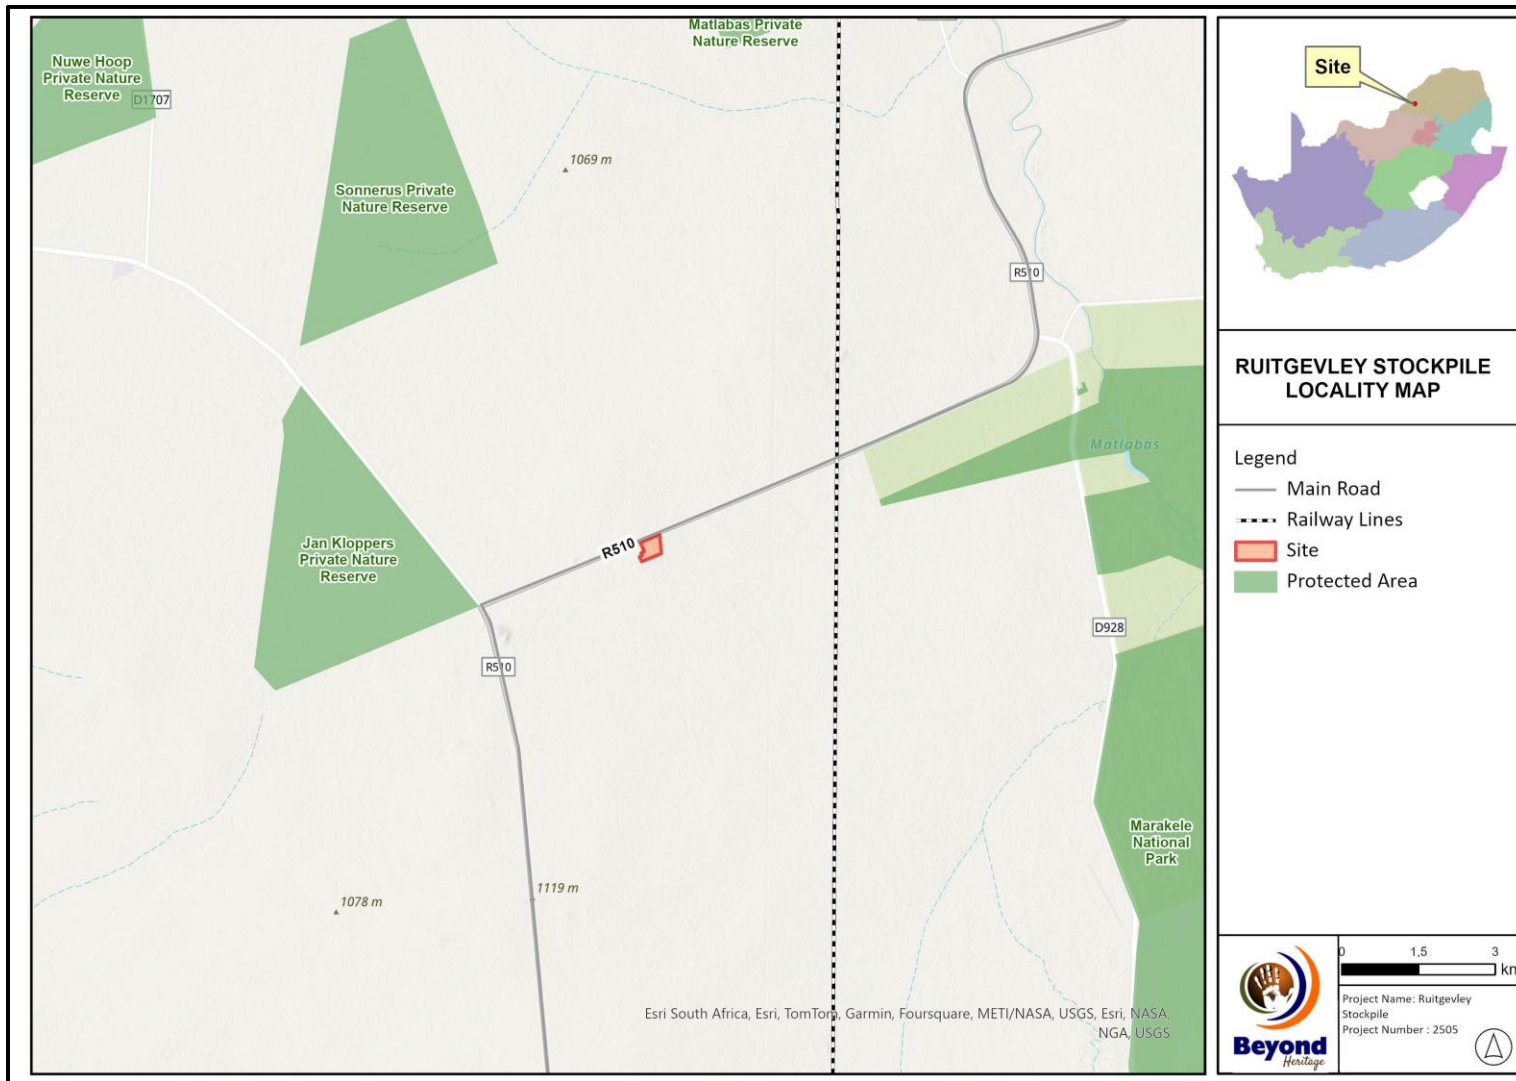 Matlabas Private
Nature Reserve
Nuwe Hoop
Private Nature
Reserve
D1707
1069 m
Sonnerus Private
Nature Reserve
R510
Matlabas
R510
Jan Kloppers
Private Nature
Reserve
D928
R510
Marakele
National
Park
1119 m
1078 m
Esri South Africa, Esri, TomTom, Garmin, Foursquare, METI/NASA, USGS, Esri, NASA,
NGA, USGS
Site
RUITGEVLEY STOCKPILE
LOCALITY MAP
Legend
Main Road
Railway Lines
Site
Protected Area
0 1,5 3
km
Beyond
Heritage
Project Name: Ruitgevley
Stockpile
Project Number : 2505